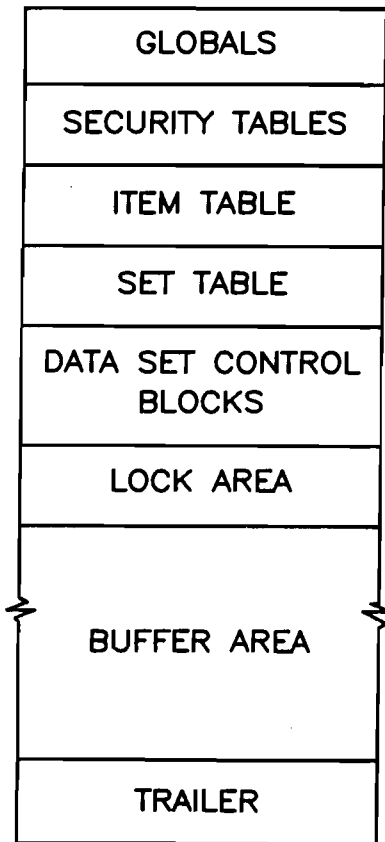 GLOBALS
SECURITY TABLES
ITEM TABLE
SET TABLE
DATA SET CONTROL
BLOCKS
LOCK AREA
BUFFER AREA
TRAILER